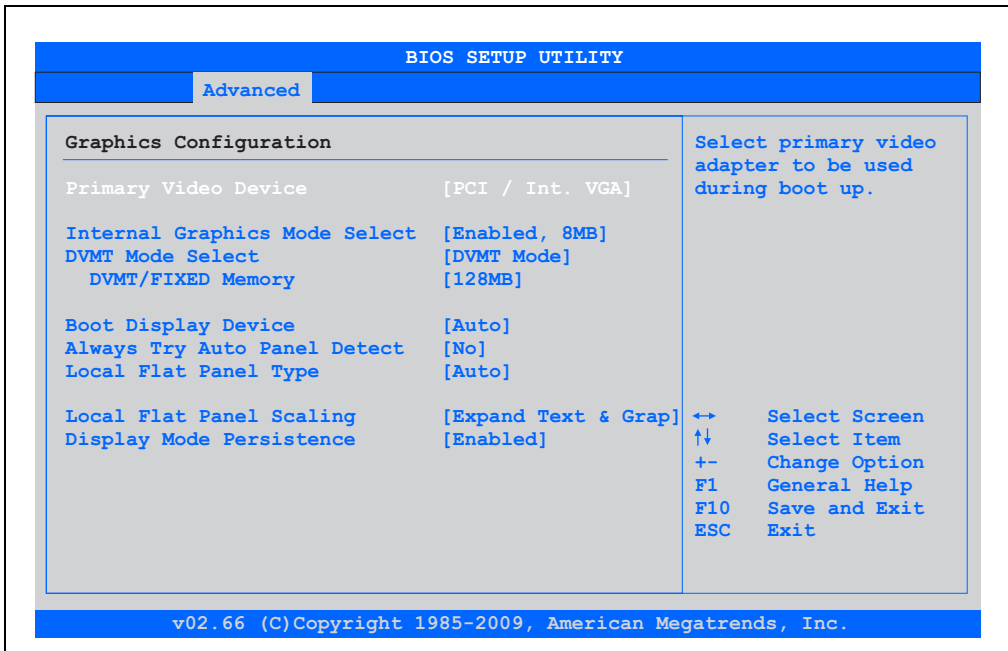 BIOS SETUP UTILITY
Advanced
Graphics Configuration
Primary Video Device [PCI / Int. VGA]
Internal Graphics Mode Select [Enabled, 8MB]
DVMT Mode Select [DVMT Mode]
DVMT/FIXED Memory [128MB]
Boot Display Device [Auto]
Always Try Auto Panel Detect [No]
Local Flat Panel Type [Auto]
Local Flat Panel Scaling [Expand Text & Grap]
Display Mode Persistence [Enabled]
Select primary video
adapter to be used
during boot up.
↔ Select Screen
↑↓ Select Item
+- Change Option
F1 General Help
F10 Save and Exit
ESC Exit
v02.66 (C)Copyright 1985-2009, American Megatrends, Inc.